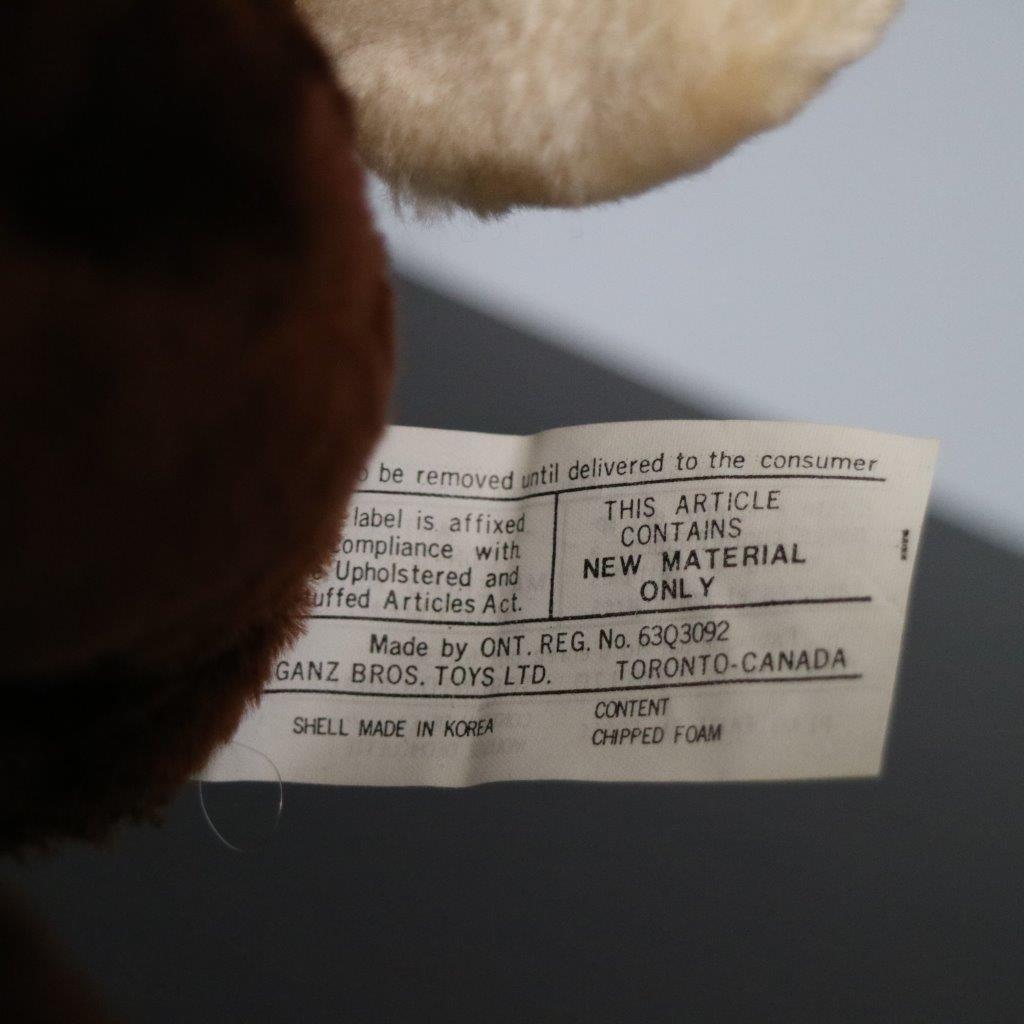 be removed until delivered to the consumer
label is affixed
compliance with
Upholstered and
uffed Articles Act.
THIS ARTICLE
CONTAINS
NEW MATERIAL
ONLY
Made by ONT. REG. No. 63Q3092
GANZ BROS. TOYS LTD. TORONTO-CANADA
SHELL MADE IN KOREA
CONTENT
CHIPPED FOAM